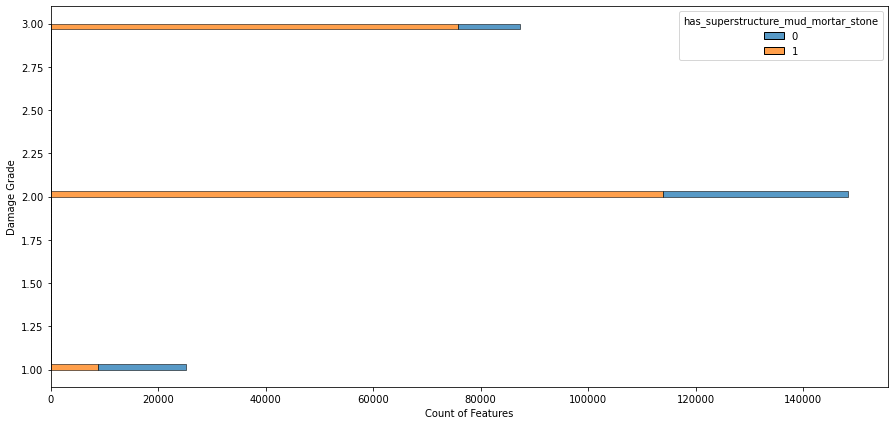 has_superstructure_mud_mortar_stone
0
1
Damage Grade
3.00
2.75
2.50
2.25
2.00
1.75
1.50
1.25
1.00
0 20000 40000 60000 80000 100000 120000 140000
Count of Features